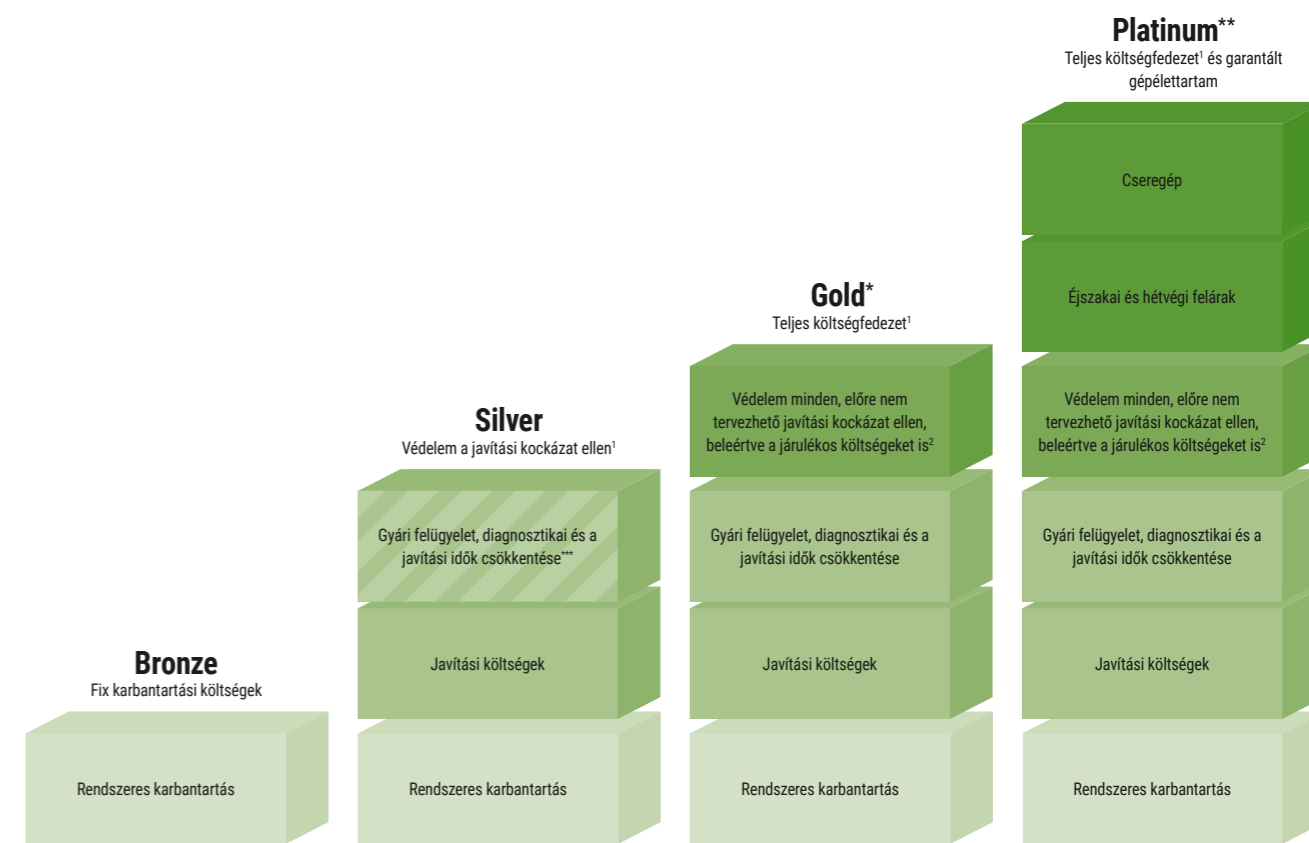 Platinum**
Teljes költségfedezet¹ és garantált
gépélettartam
Cseregép
Éjszakai és hétvégi felárak
Védelem minden, előre nem
tervezhető javítási kockázat ellen,
beleértve a járulékos költségeket is²
Gyári felügyelet, diagnosztikai és a
javítási idők csökkentése
Javítási költségek
Rendszeres karbantartás
Gold*
Teljes költségfedezet¹
Védelem minden, előre nem
tervezhető javítási kockázat ellen,
beleértve a járulékos költségeket is²
Gyári felügyelet, diagnosztikai és a
javítási idők csökkentése
Javítási költségek
Rendszeres karbantartás
Silver
Védelem a javítási kockázat ellen¹
Gyári felügyelet, diagnosztikai és a
javítási idők csökkentése***
Javítási költségek
Rendszeres karbantartás
Bronze
Fix karbantartási költségek
Rendszeres karbantartás